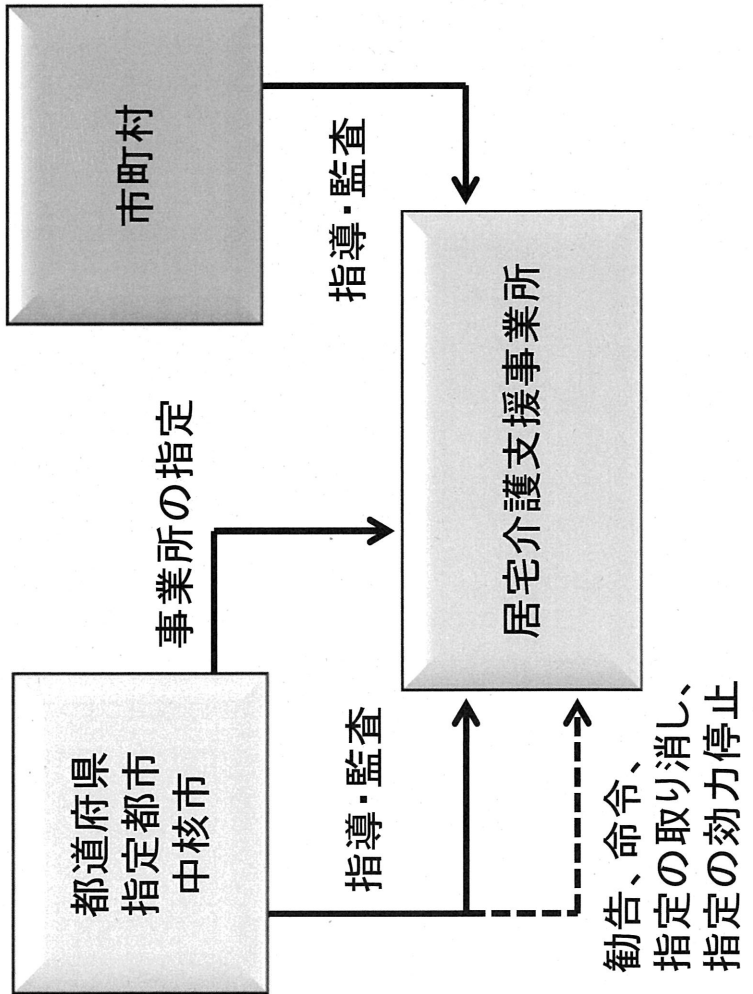 都道府県
指定都市
中核市
事業所の指定
市町村
指導・監査
指導・監査
居宅介護支援事業所
勧告、命令、
指定の取り消し、
指定の効力停止